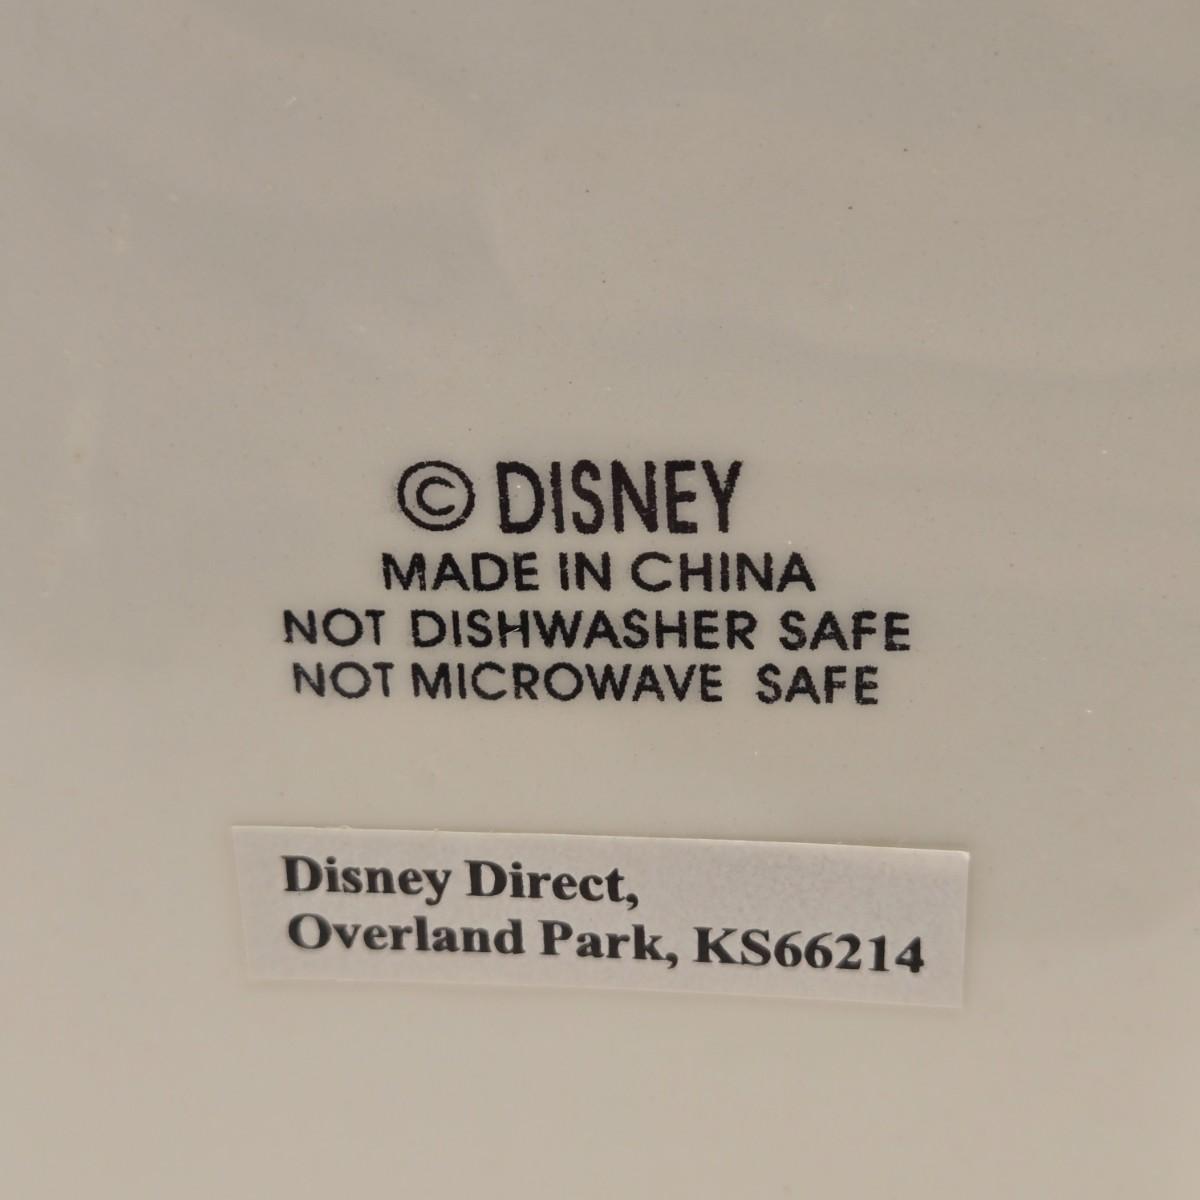 © DISNEY
MADE IN CHINA
NOT DISHWASHER SAFE
NOT MICROWAVE SAFE
Disney Direct,
Overland Park, KS66214